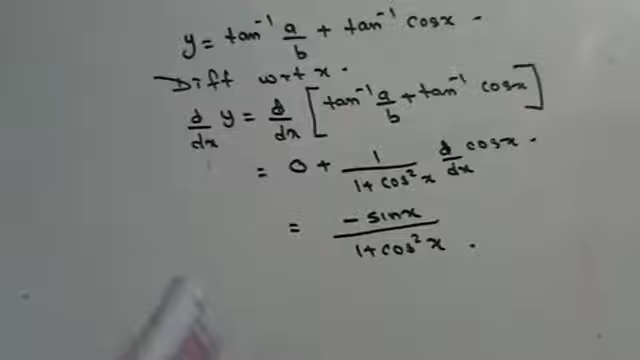 y = tan⁻¹ a/b + tan⁻¹ cosx -
Diff wrt x.
d/dx y = d/dx [tan⁻¹ a/b + tan⁻¹ cosx]
= 0 + 1/(1+cos²x) d/dx cosx.
= -sinx/(1+cos²x).